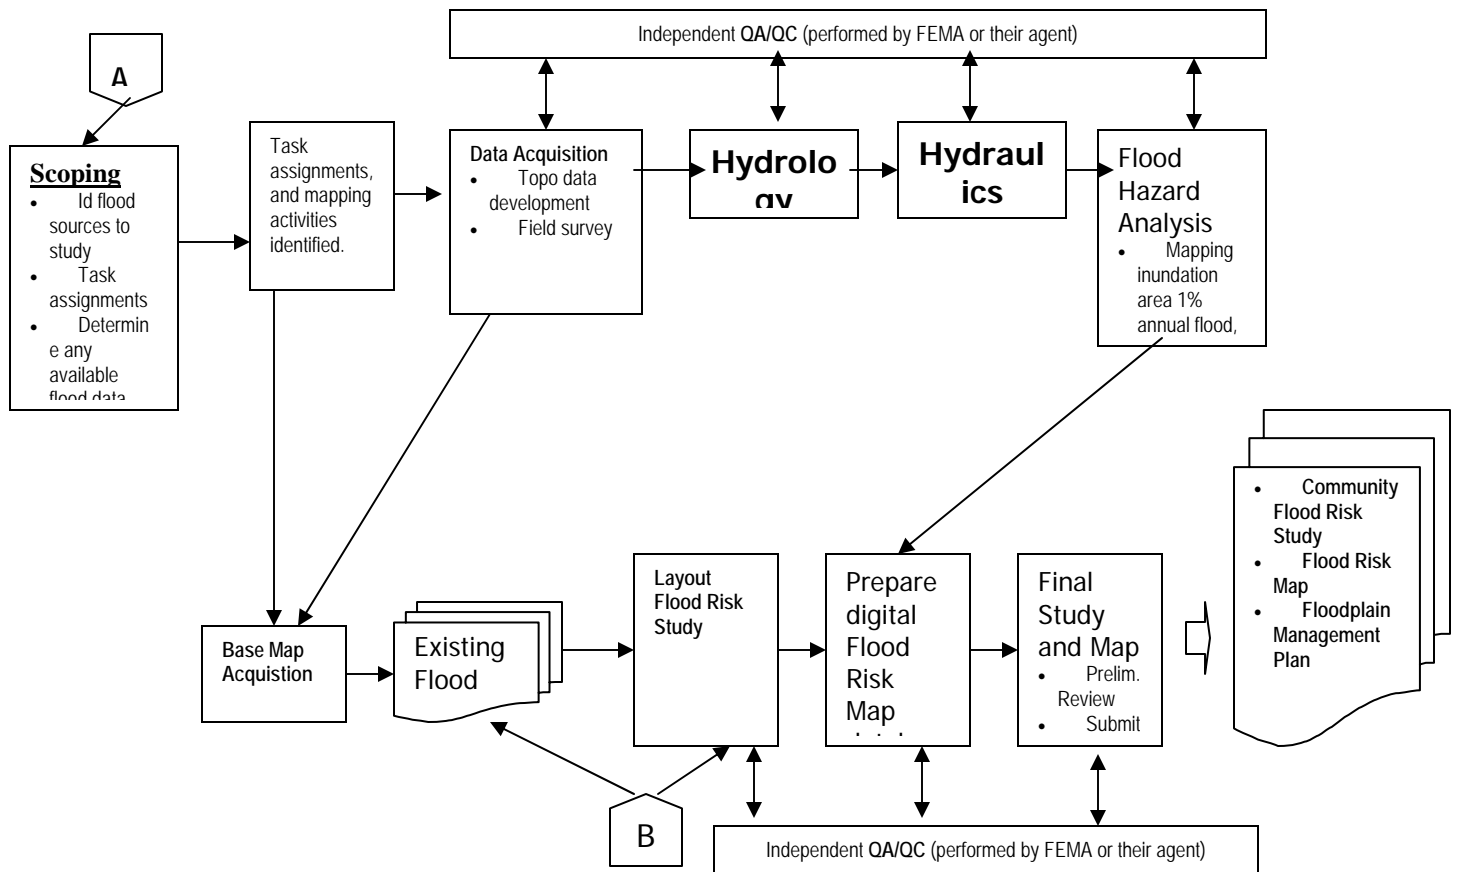 Independent QA/QC (performed by FEMA or their agent)
A
Scoping
• Id flood
sources to
study
• Task
assignments
• Determin
e any
available
flood data
Task
assignments,
and mapping
activities
identified.
Data Acquisition
• Topo data
development
• Field survey
Hydrolo
gy
Hydraul
ics
Flood
Hazard
Analysis
• Mapping
inundation
area 1%
annual flood,
Base Map
Acquistion
Existing
Flood
Layout
Flood Risk
Study
Prepare
digital
Flood
Risk
Map
Final
Study
and Map
• Prelim.
Review
• Submit
• Community
Flood Risk
Study
• Flood Risk
Map
• Floodplain
Management
Plan
B
Independent QA/QC (performed by FEMA or their agent)